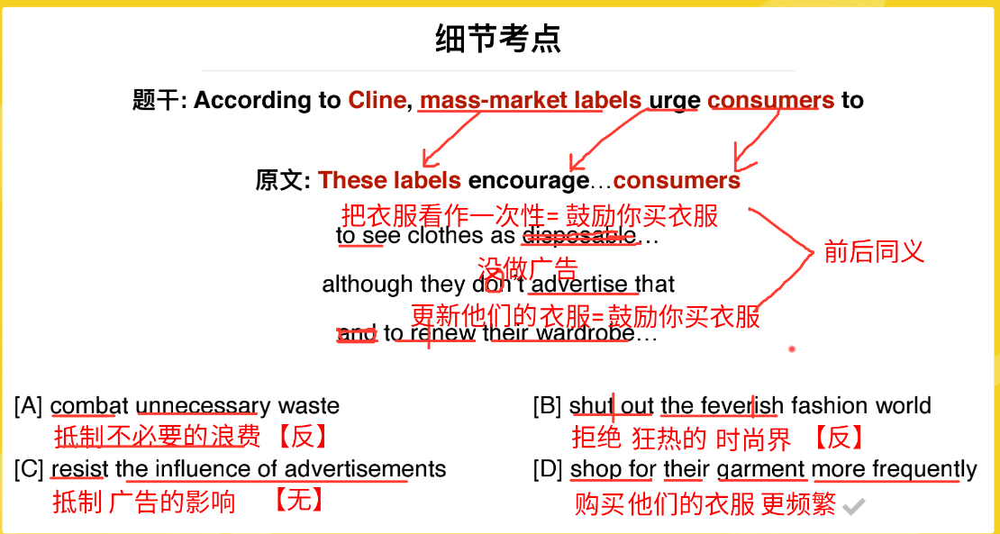 细节考点
题干: According to Cline, mass-market labels urge consumers to
原文: These labels encourage…consumers
把衣服看作一次性= 鼓励你买衣服
to see clothes as disposable…
前后同义
没做广告
although they don't advertise that
更新他们的衣服=鼓励你买衣服
and to renew their wardrobe…
[A] combat unnecessary waste
抵制不必要的浪费 【反】
[B] shut out the feverish fashion world
拒绝 狂热的 时尚界 【反】
[C] resist the influence of advertisements
抵制 广告的影响 【无】
[D] shop for their garment more frequently
购买他们的衣服 更频繁